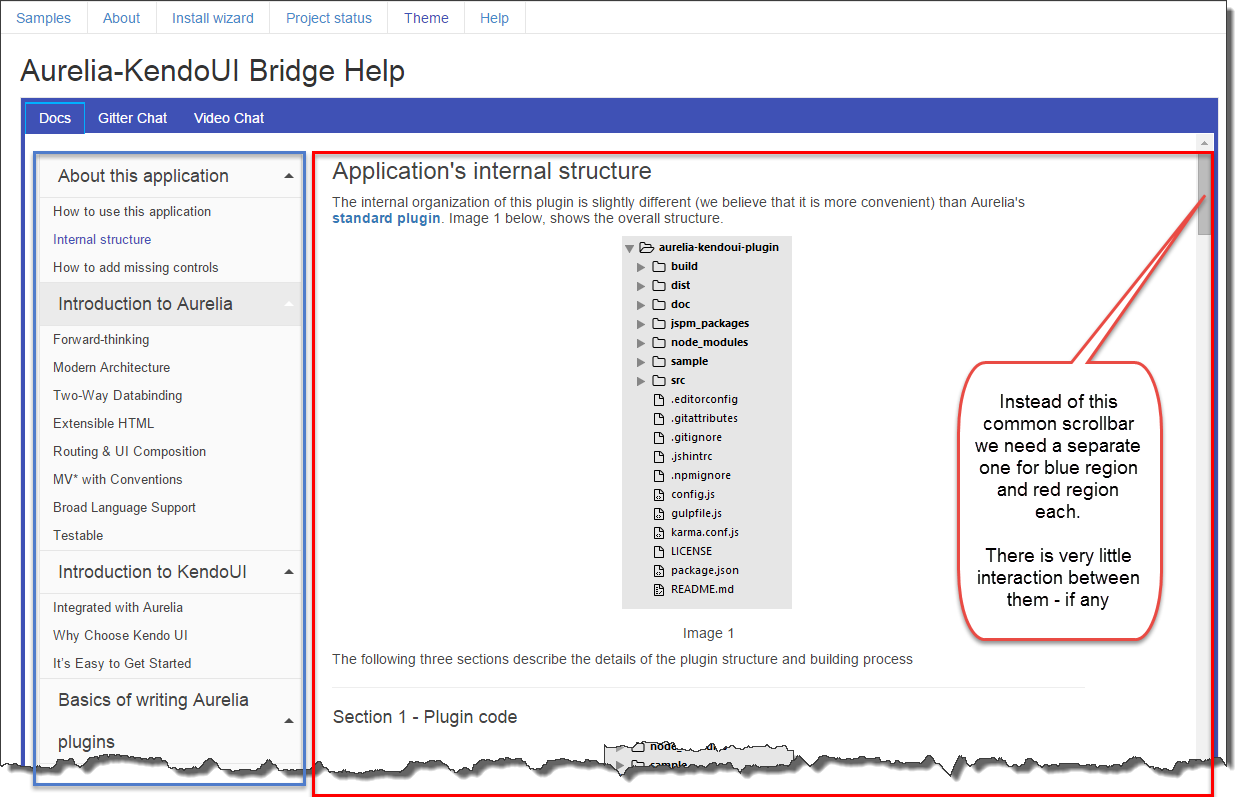 Samples About Install wizard Project status Theme Help
Aurelia-KendoUI Bridge Help
Docs Gitter Chat Video Chat
About this application
How to use this application
Internal structure
How to add missing controls
Introduction to Aurelia
Forward-thinking
Modern Architecture
Two-Way Databinding
Extensible HTML
Routing & UI Composition
MV* with Conventions
Broad Language Support
Testable
Introduction to KendoUI
Integrated with Aurelia
Why Choose Kendo UI
It's Easy to Get Started
Basics of writing Aurelia
plugins
Application's internal structure
The internal organization of this plugin is slightly different (we believe that it is more convenient) than Aurelia's
standard plugin. Image 1 below, shows the overall structure.
aurelia-kendoui-plugin
build
dist
doc
jspm_packages
node_modules
sample
src
.editorconfig
.gitattributes
.gitignore
.jshintrc
.npmignore
config.js
gulpfile.js
karma.conf.js
LICENSE
package.json
README.md
Image 1
The following three sections describe the details of the plugin structure and building process
Section 1 - Plugin code
sample
Instead of this
common scrollbar
we need a separate
one for blue region
and red region
each.
There is very little
interaction between
them - if any